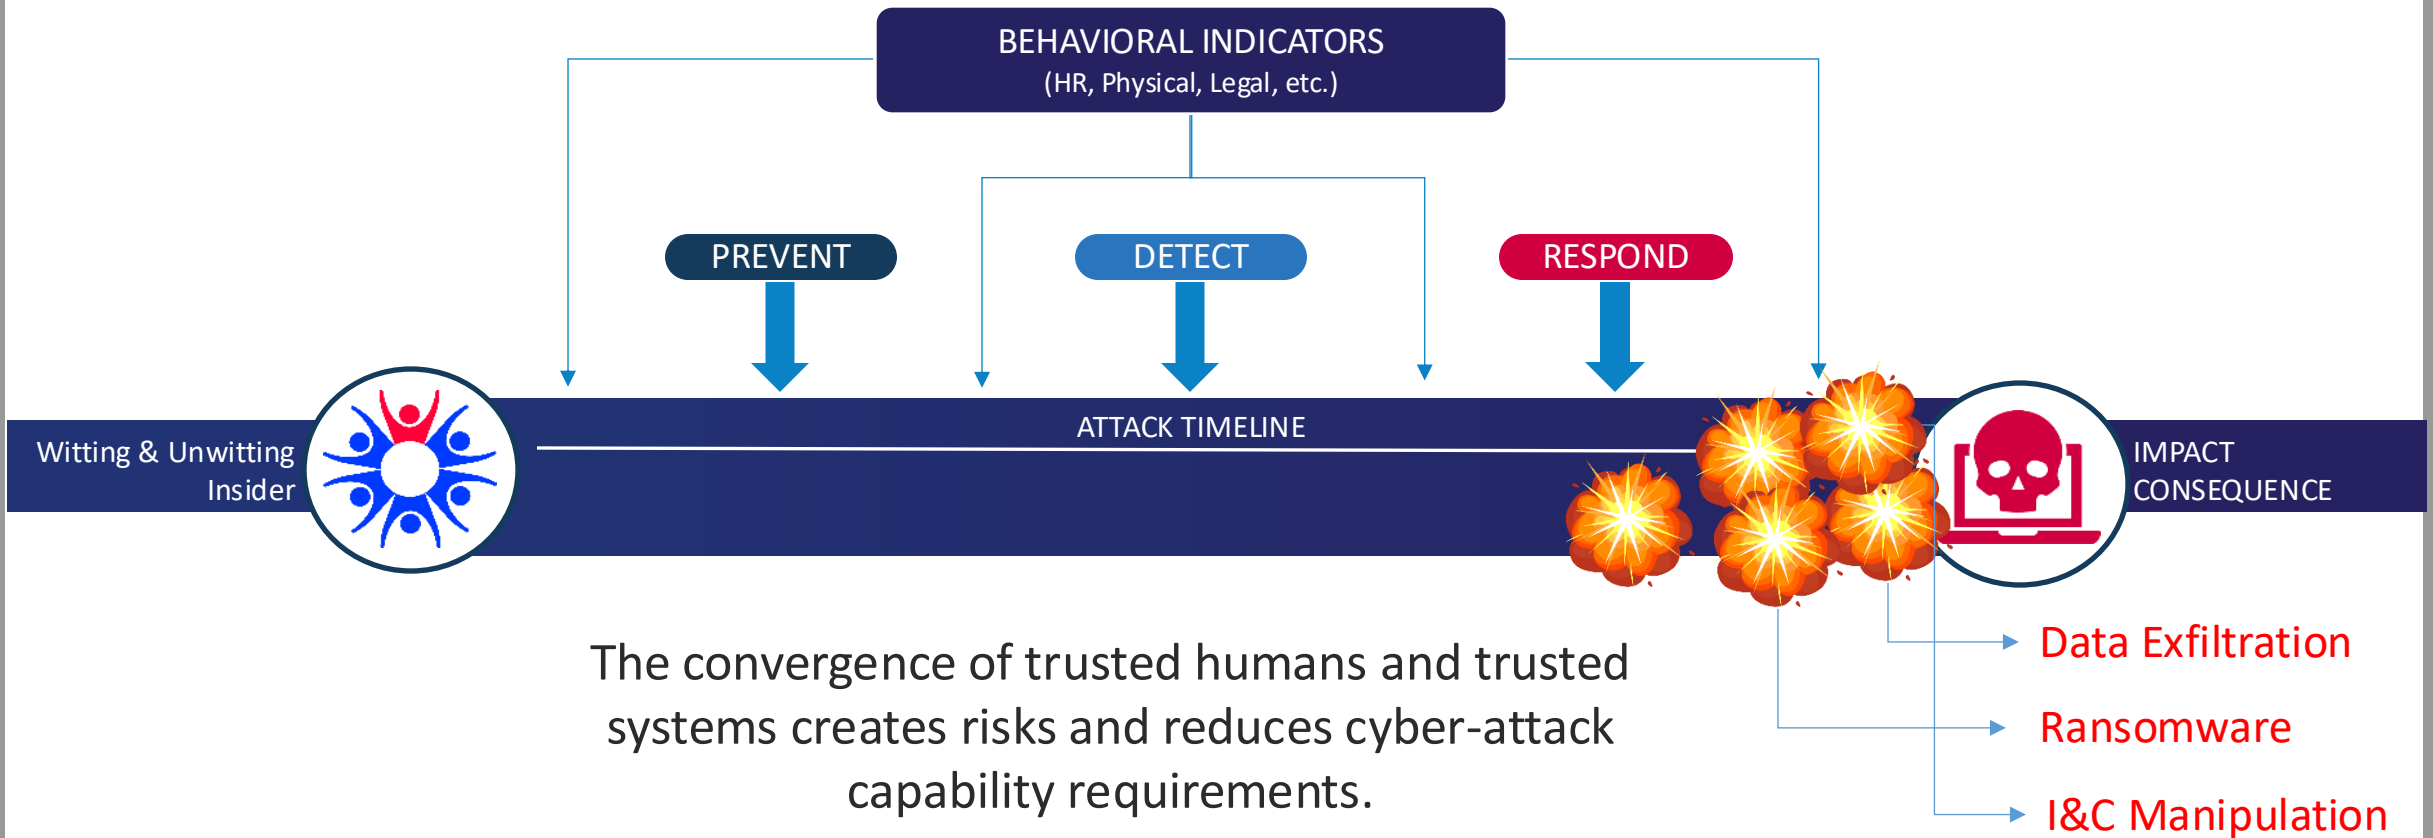 BEHAVIORAL INDICATORS
(HR, Physical, Legal, etc.)
PREVENT
DETECT
RESPOND
ATTACK TIMELINE
Witting & Unwitting
Insider
IMPACT
CONSEQUENCE
The convergence of trusted humans and trusted
systems creates risks and reduces cyber-attack
capability requirements.
Data Exfiltration
Ransomware
I&C Manipulation